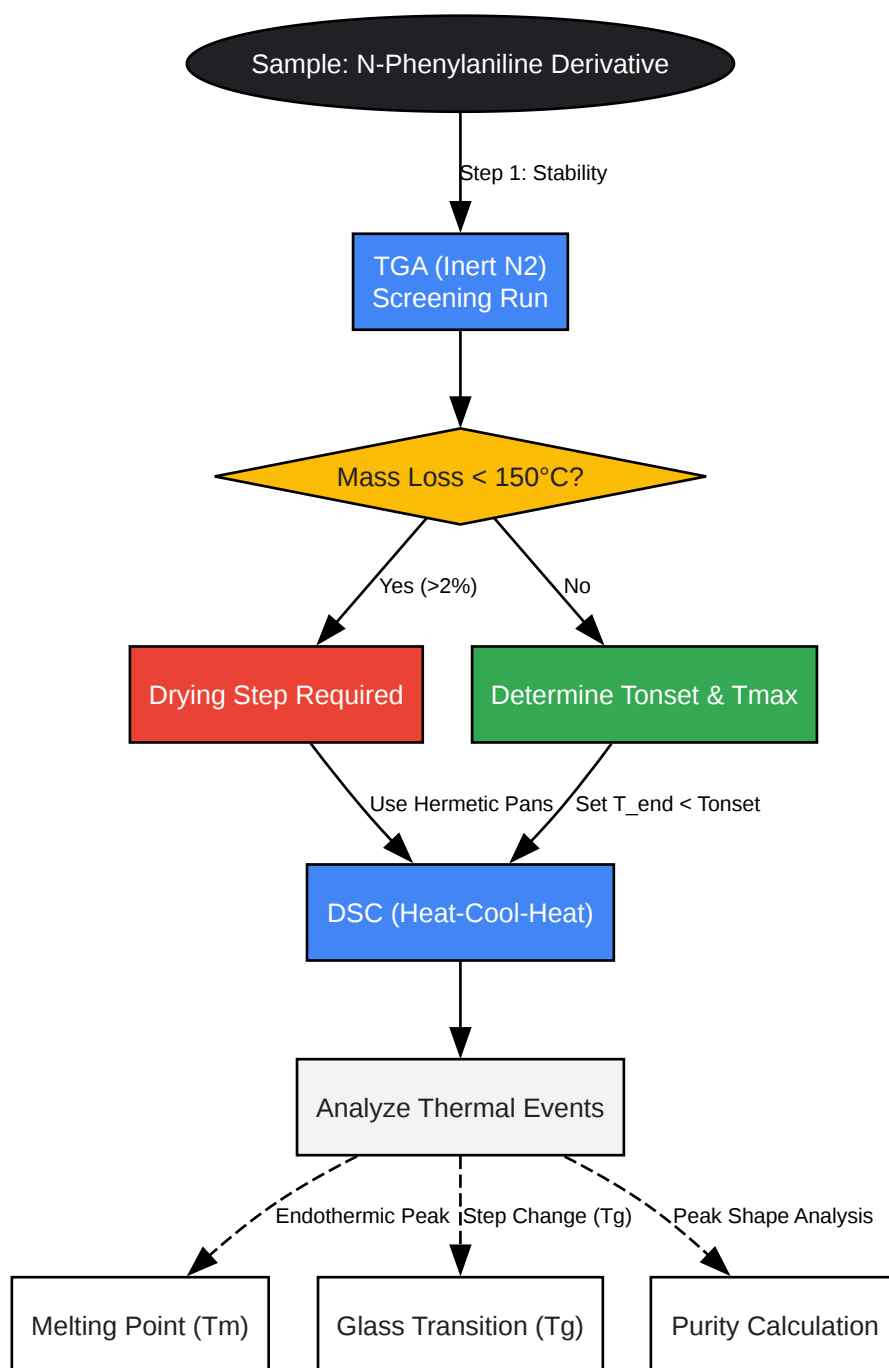 Sample: N-Phenylaniline Derivative
Step 1: Stability
TGA (Inert N2)
Screening Run
Mass Loss < 150°C?
Yes (>2%)
No
Drying Step Required
Determine Tonset & Tmax
Use Hermetic Pans
Set T_end < Tonset
DSC (Heat-Cool-Heat)
Analyze Thermal Events
Endothermic Peak
Step Change (Tg)
Peak Shape Analysis
Melting Point (Tm)
Glass Transition (Tg)
Purity Calculation